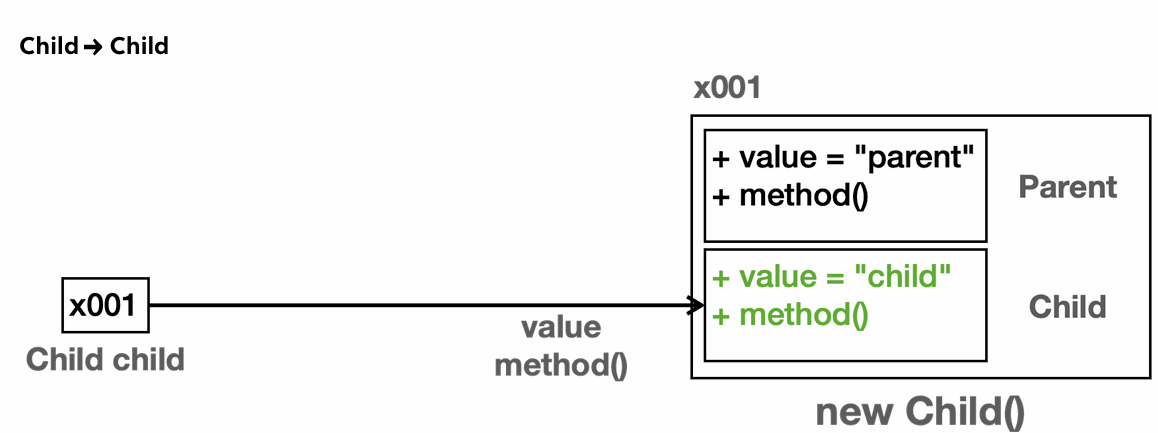 Child → Child
x001
+ value = "parent"
+ method()
Parent
+ value = "child"
+ method()
Child
x001
Child child
value
method()
new Child()